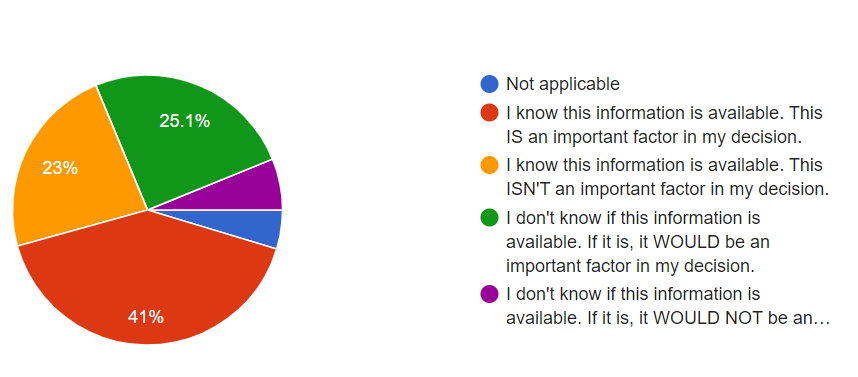 25.1%
23%
41%
Not applicable
I know this information is available. This
IS an important factor in my decision.
I know this information is available. This
ISN'T an important factor in my decision.
I don't know if this information is
available. If it is, it WOULD be an
important factor in my decision.
I don't know if this information is
available. If it is, it WOULD NOT be an…